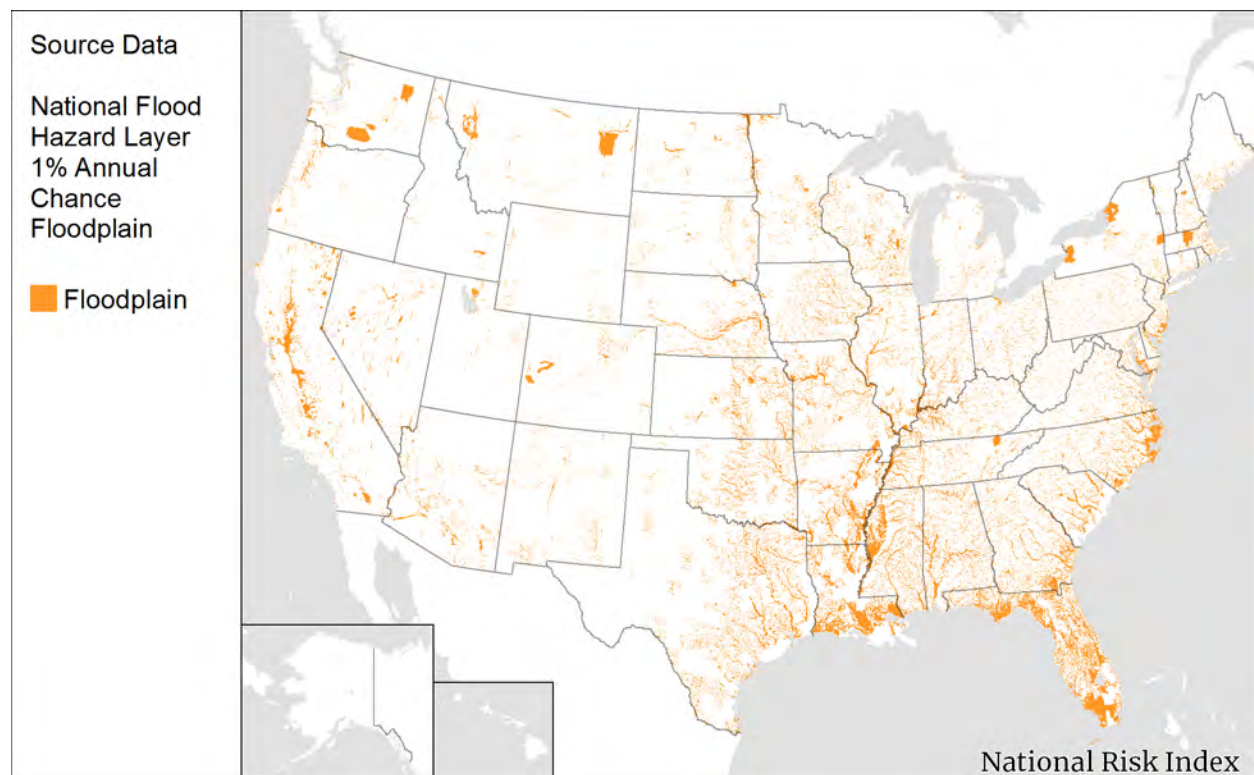 Source Data
National Flood
Hazard Layer
1% Annual
Chance
Floodplain
Floodplain
National Risk Index